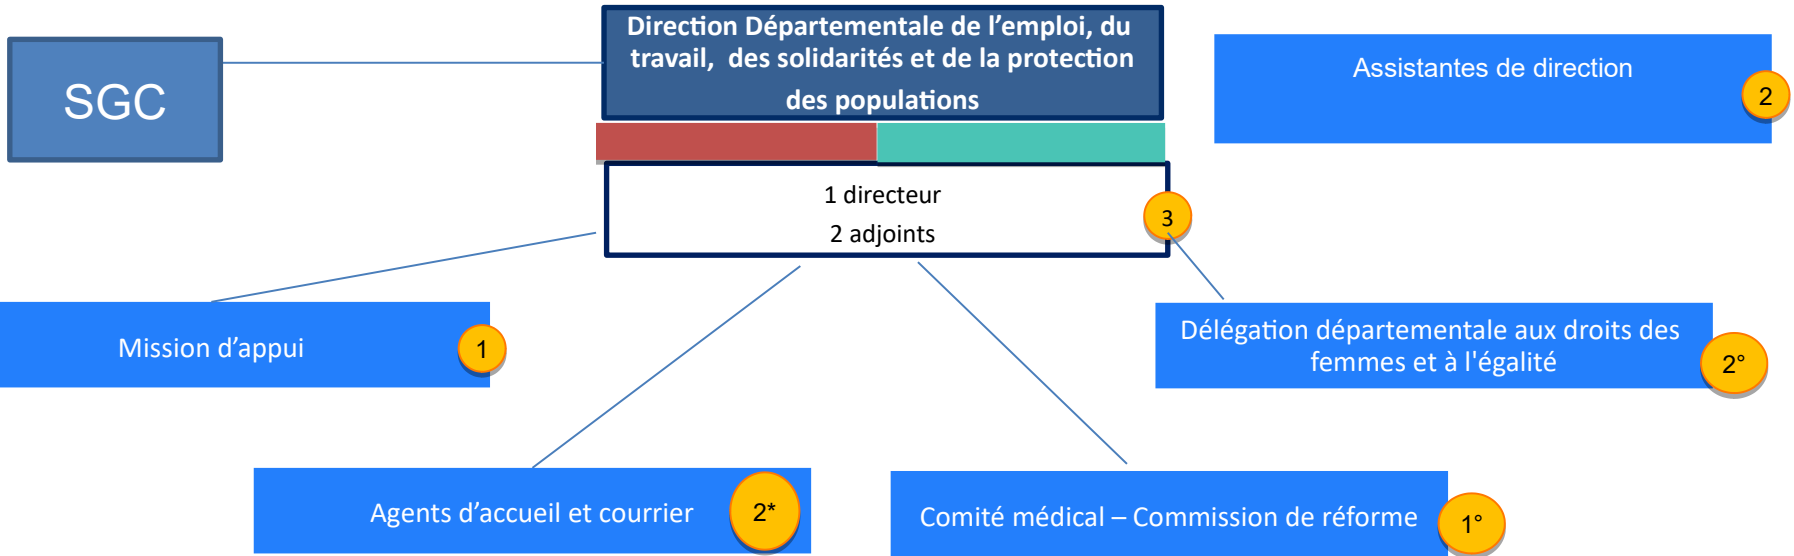 SGC
Direction Départementale de l’emploi, du
travail,  des solidarités et de la protection
des populations
Assistantes de direction
2
1 directeur
2 adjoints
3
Mission d’appui
1
Délégation départementale aux droits des
femmes et à l'égalité
2°
Agents d’accueil et courrier
2*
Comité médical – Commission de réforme
1°